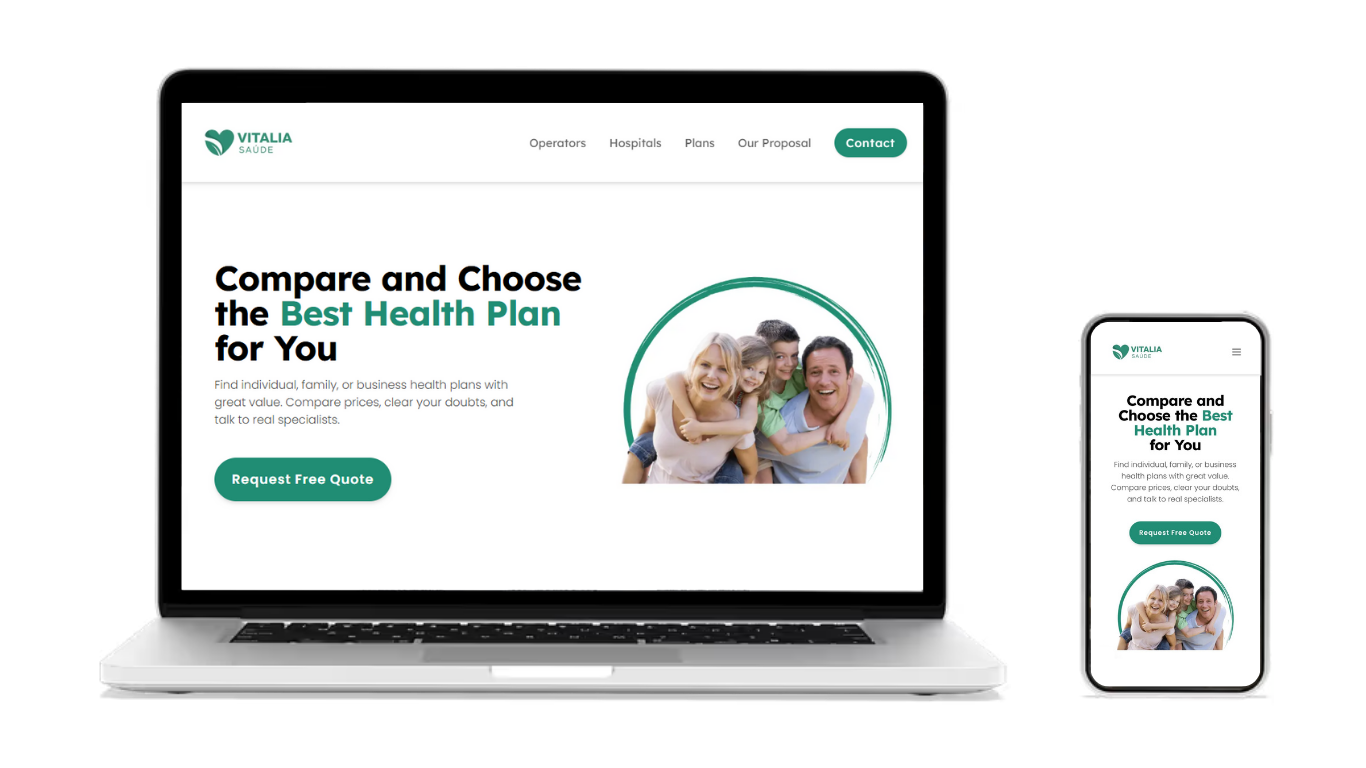 VITALIA
SAÚDE
Operators Hospitals Plans Our Proposal Contact
Compare and Choose
the Best Health Plan
for You
Find individual, family, or business health plans with
great value. Compare prices, clear your doubts, and
talk to real specialists.
Request Free Quote
VITALIA
SAÚDE
Compare and
Choose the Best
Health Plan
for You
Find individual, family, or business
health plans with great value.
Compare prices, clear your doubts,
and talk to real specialists.
Request Free Quote